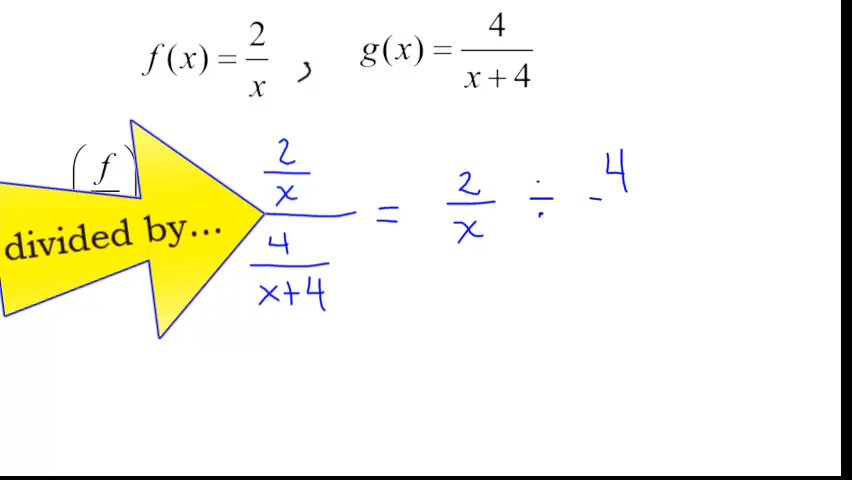 f(x) = 2/x , g(x) = 4/(x + 4)
(f
divided by...
(2/x)/(4/(x+4)) = 2/x ÷ - 4